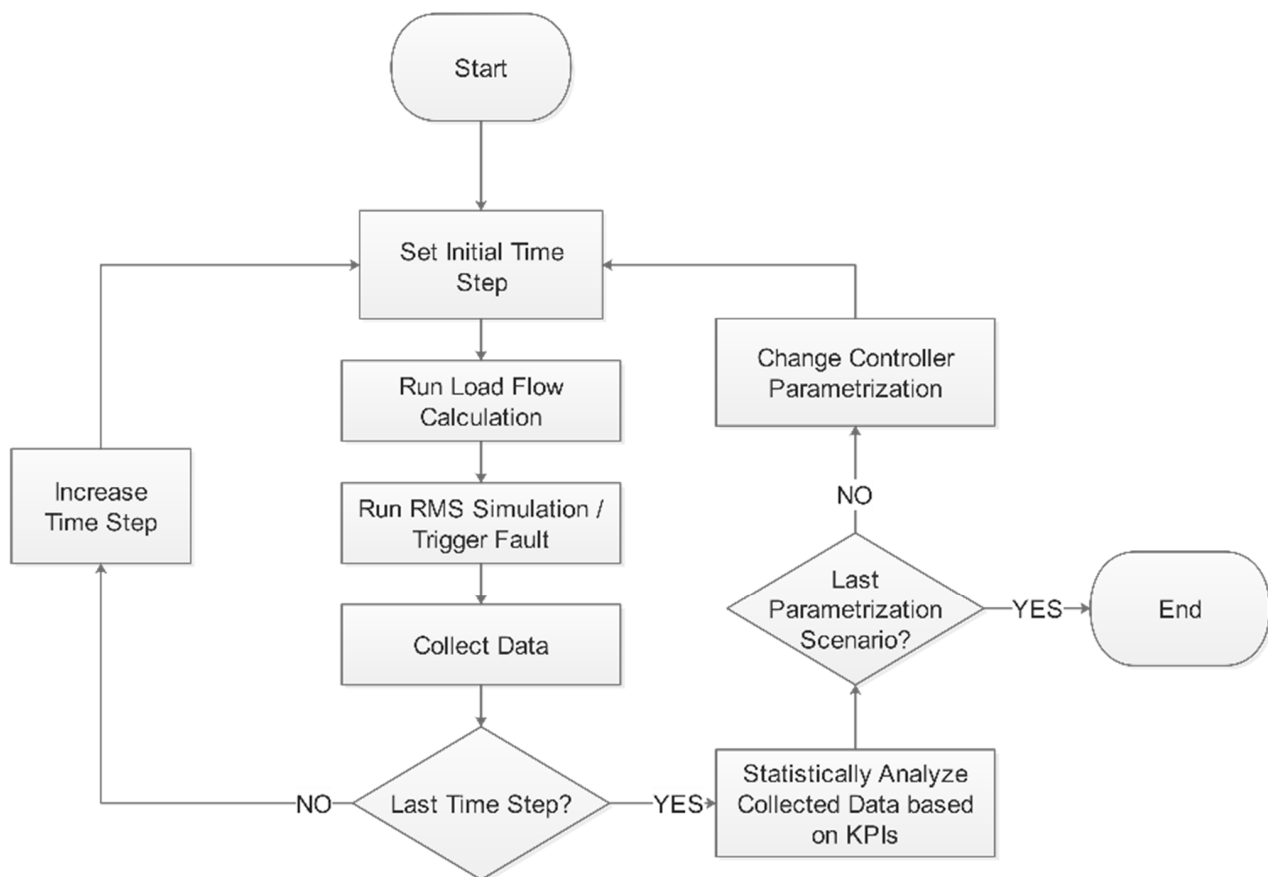 Start
Set Initial Time
Step
Run Load Flow
Calculation
Run RMS Simulation /
Trigger Fault
Collect Data
Last Time Step?
NO
Increase
Time Step
YES
Statistically Analyze
Collected Data based
on KPIs
Last
Parametrization
Scenario?
NO
Change Controller
Parametrization
YES
End